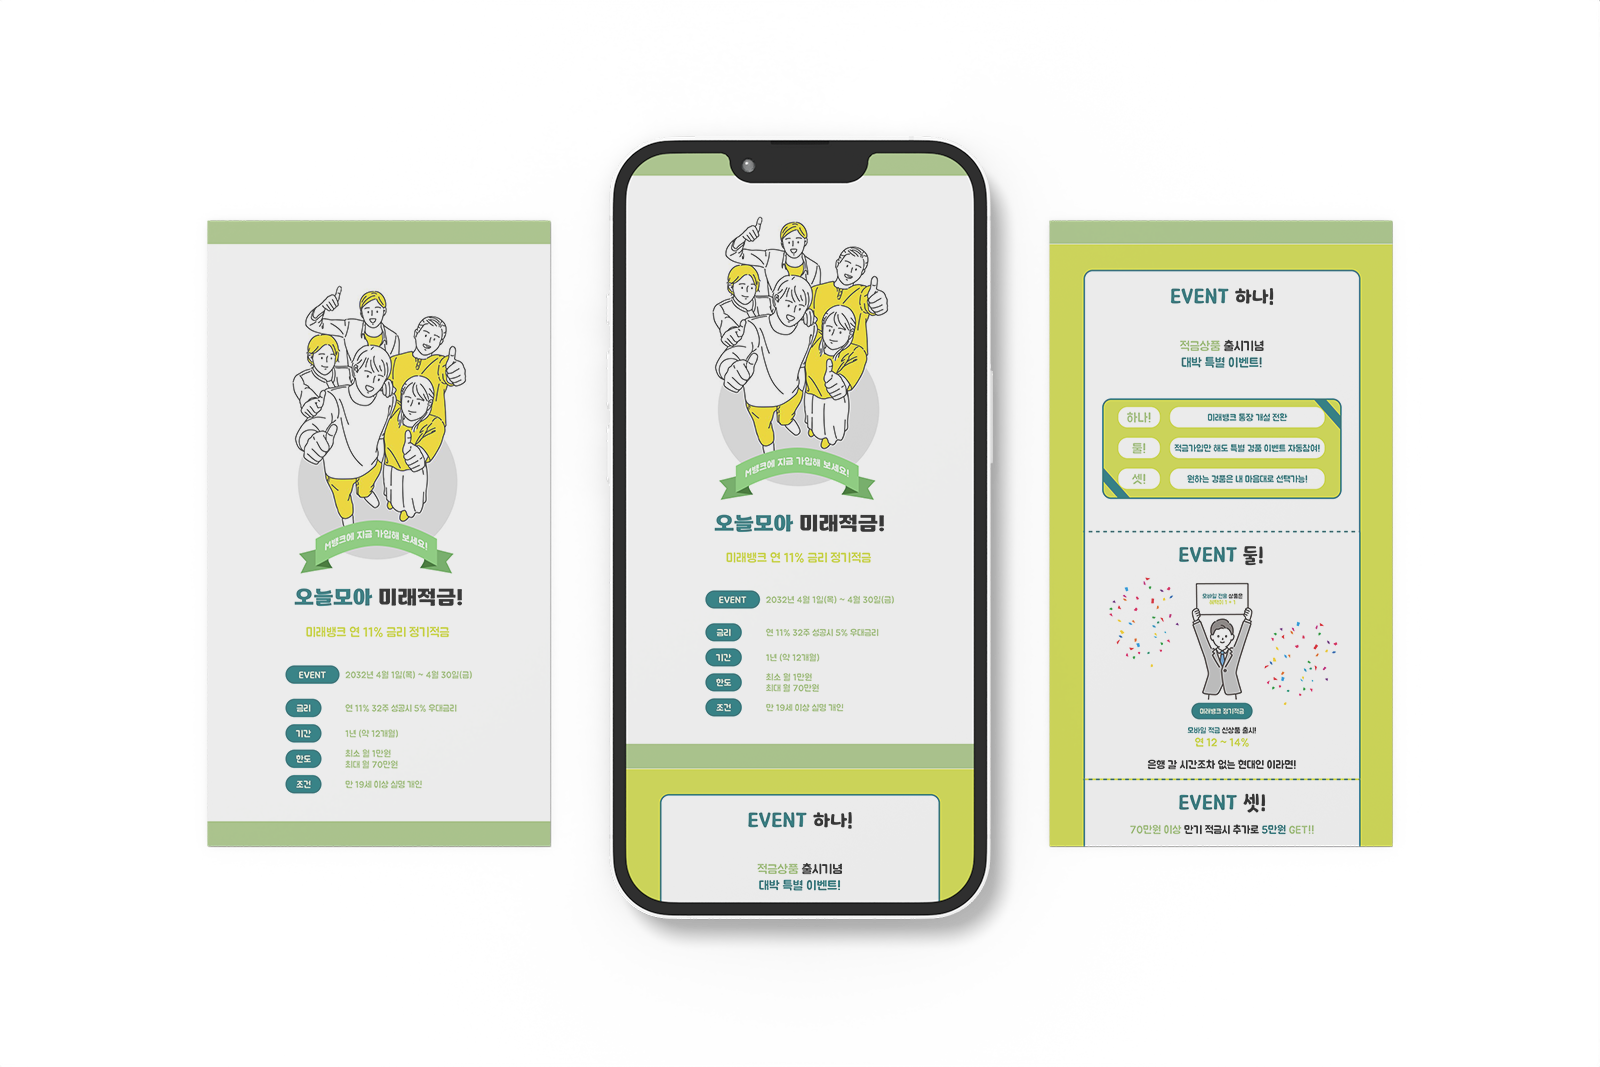 M뱅크에 지금 가입해 보세요!
오늘모아 미래적금!
미래뱅크 연 11% 금리 정기적금
EVENT 2032년 4월 1일(목) ~ 4월 30일(금)
금리 연 11% 32주 성공시 5% 우대금리
기간 1년 (약 12개월)
한도 최소 월 1만원
최대 월 70만원
조건 만 19세 이상 실명 개인
M뱅크에 지금 가입해 보세요!
오늘모아 미래적금!
미래뱅크 연 11% 금리 정기적금
EVENT 2032년 4월 1일(목) ~ 4월 30일(금)
금리 연 11% 32주 성공시 5% 우대금리
기간 1년 (약 12개월)
한도 최소 월 1만원
최대 월 70만원
조건 만 19세 이상 실명 개인
EVENT 하나!
적금상품 출시기념
대박 특별 이벤트!
EVENT 하나!
적금상품 출시기념
대박 특별 이벤트!
하나! 미래뱅크 통장 개설 전환
둘! 적금가입만 해도 특별 경품 이벤트 자동참여!
셋! 원하는 경품은 내 마음대로 선택가능!
EVENT 둘!
모바일 전용 상품은
미래뱅크 정기적금
모바일 적금 신상품 출시!
연 12 ~ 14%
은행 갈 시간조차 없는 현대인 이라면!
EVENT 셋!
70만원 이상 만기 적금시 추가로 5만원 GET!!